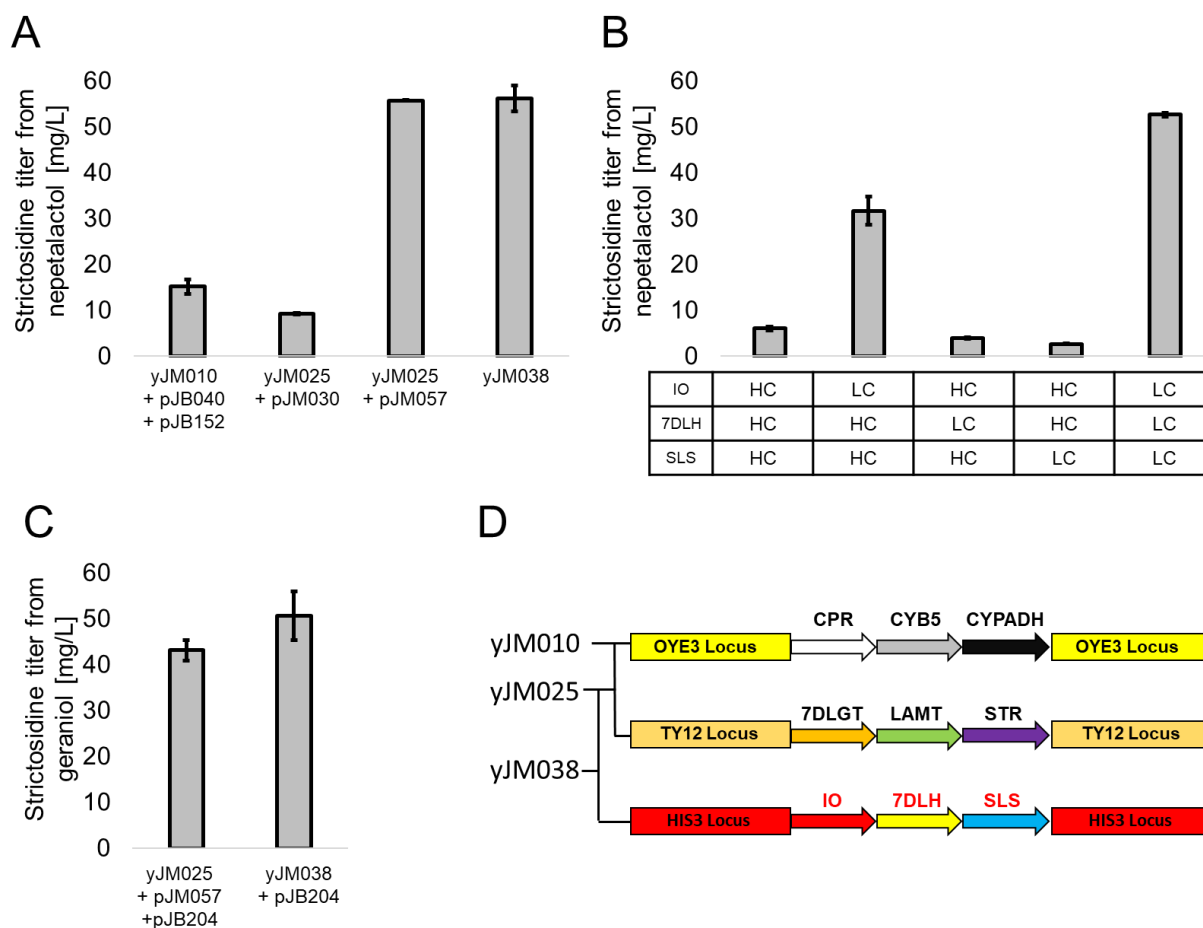 A
Strictosidine titer from
nepetalactol [mg/L]
60
50
40
30
20
10
0
yJM010
+ pJB040
+ pJB152
yJM025
+ pJM030
yJM025
+ pJM057
yJM038
B
Strictosidine titer from
nepetalactol [mg/L]
60
50
40
30
20
10
0
IO HC LC HC HC LC
7DLH HC HC LC HC LC
SLS HC HC HC LC LC
C
Strictosidine titer from
geraniol [mg/L]
60
50
40
30
20
10
0
yJM025
+ pJM057
+pJB204
yJM038
+ pJB204
D
yJM010
yJM025
yJM038
CPR CYB5 CYPADH
OYE3 Locus OYE3 Locus
7DLGT LAMT STR
TY12 Locus TY12 Locus
IO 7DLH SLS
HIS3 Locus HIS3 Locus